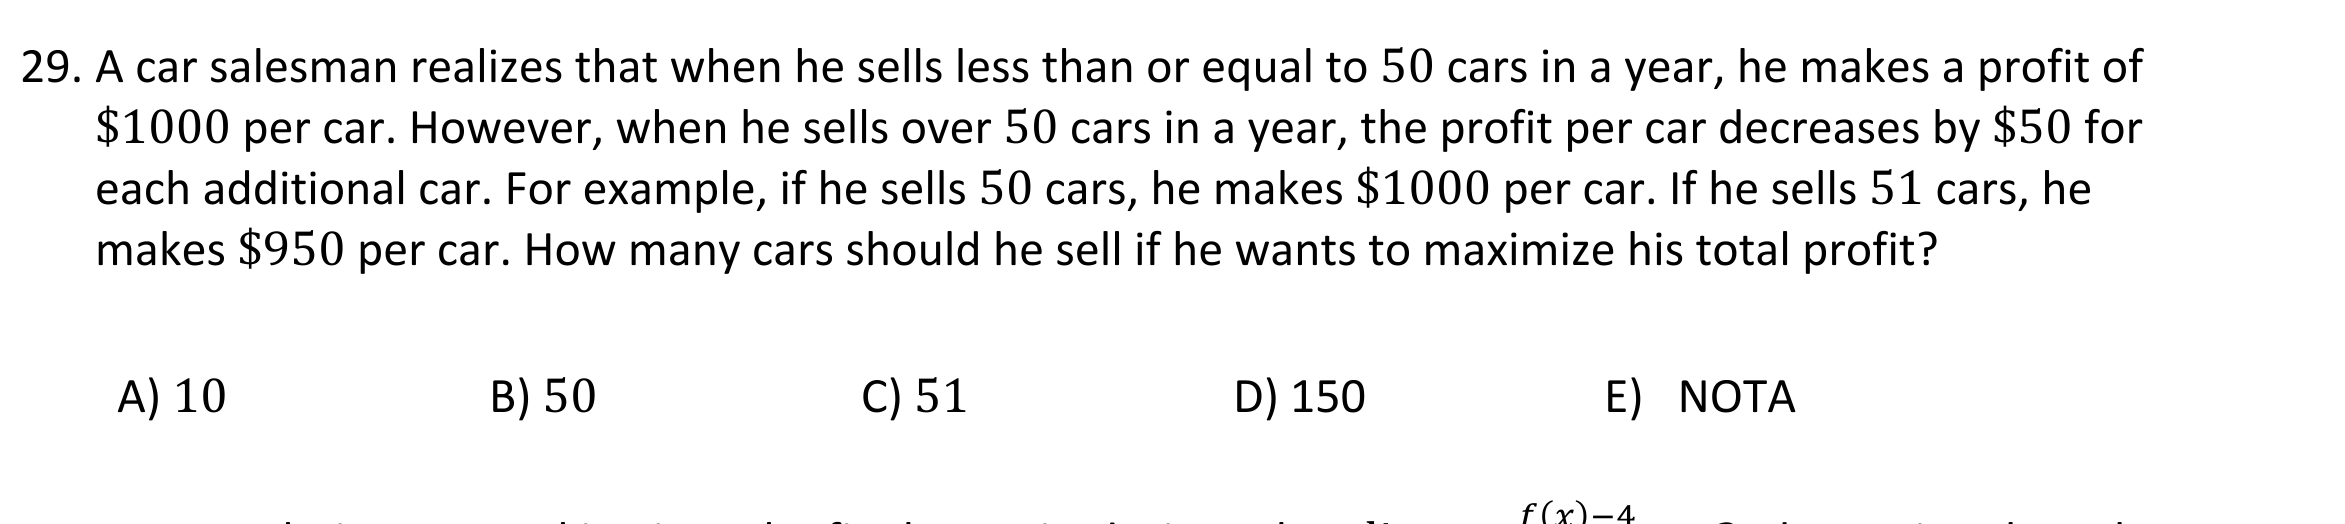 29. A car salesman realizes that when he sells less than or equal to 50 cars in a year, he makes a profit of
$1000 per car. However, when he sells over 50 cars in a year, the profit per car decreases by $50 for
each additional car. For example, if he sells 50 cars, he makes $1000 per car. If he sells 51 cars, he
makes $950 per car. How many cars should he sell if he wants to maximize his total profit?
A) 10 B) 50 C) 51 D) 150 E) NOTA
f(x)−4